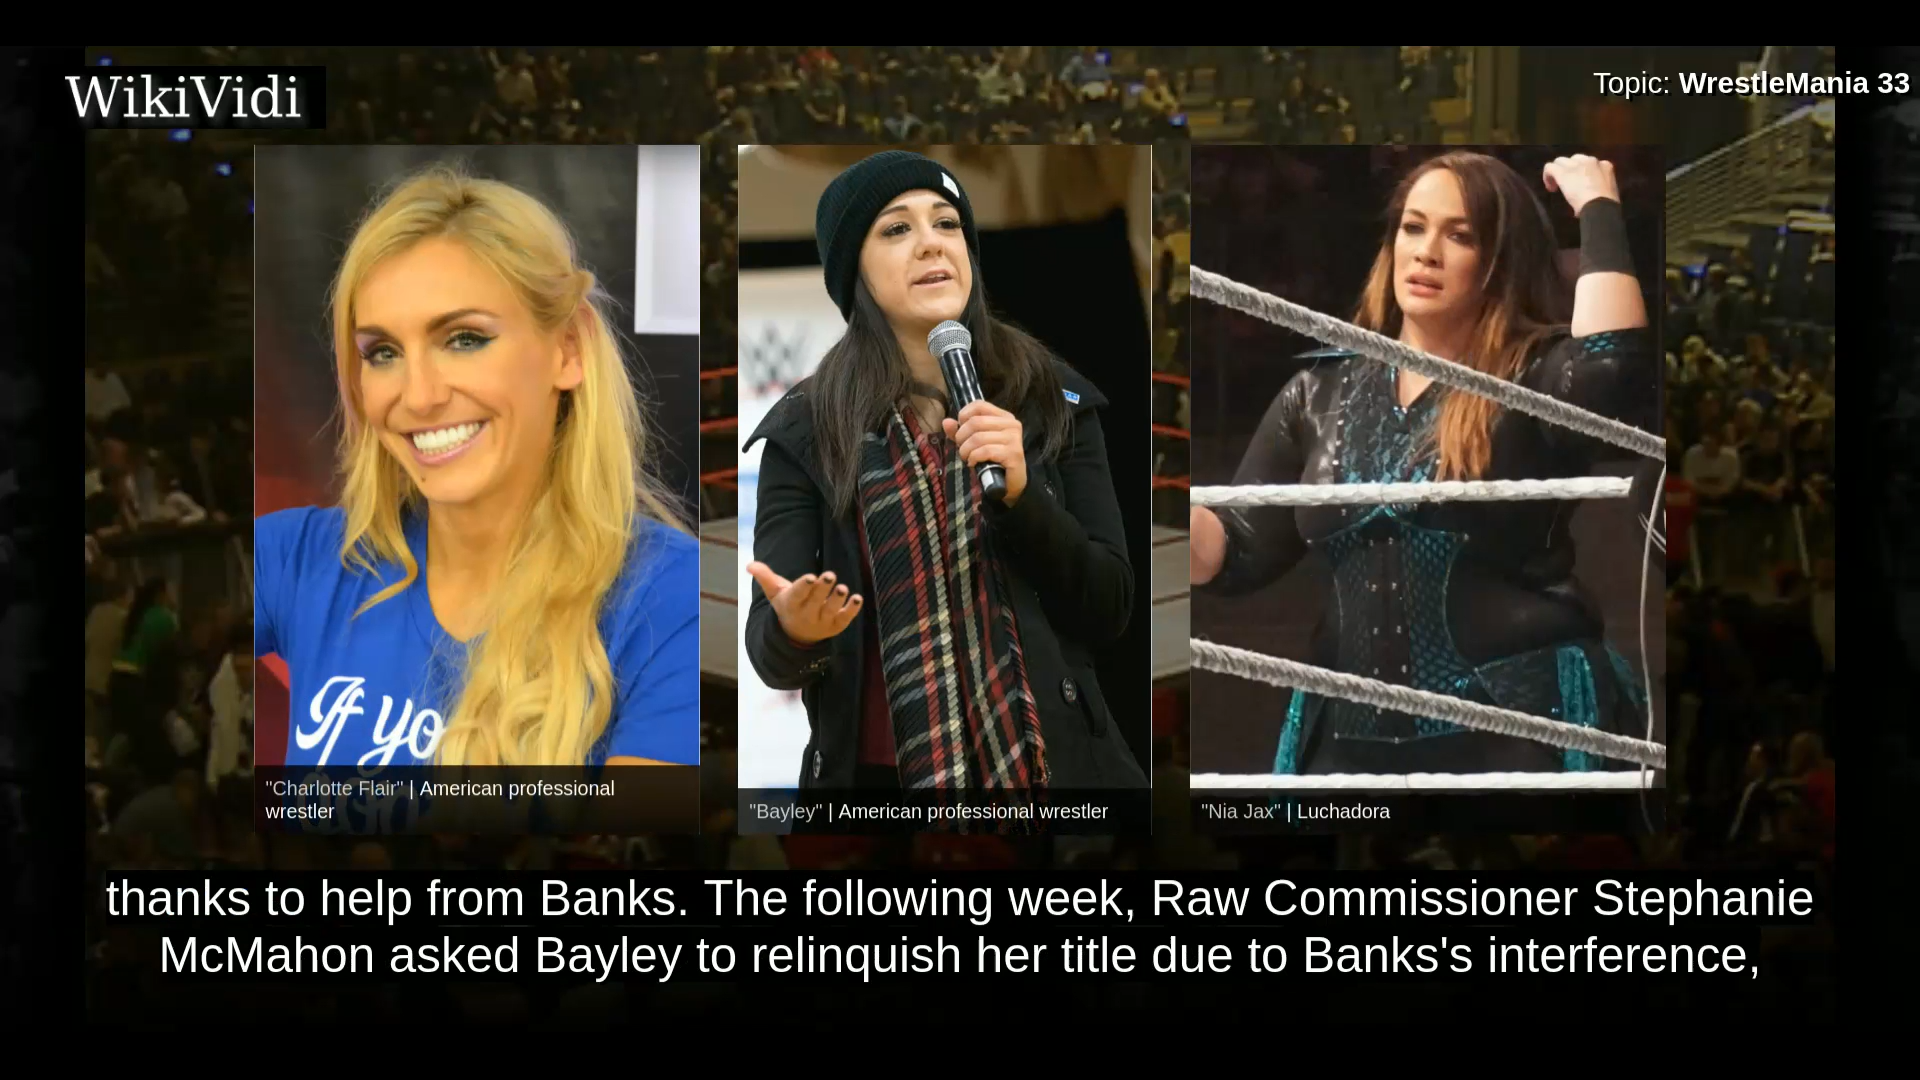 WikiVidi
Topic: WrestleMania 33
If yo
"Charlotte Flair" | American professional
wrestler
"Bayley" | American professional wrestler
"Nia Jax" | Luchadora
thanks to help from Banks. The following week, Raw Commissioner Stephanie
McMahon asked Bayley to relinquish her title due to Banks's interference,